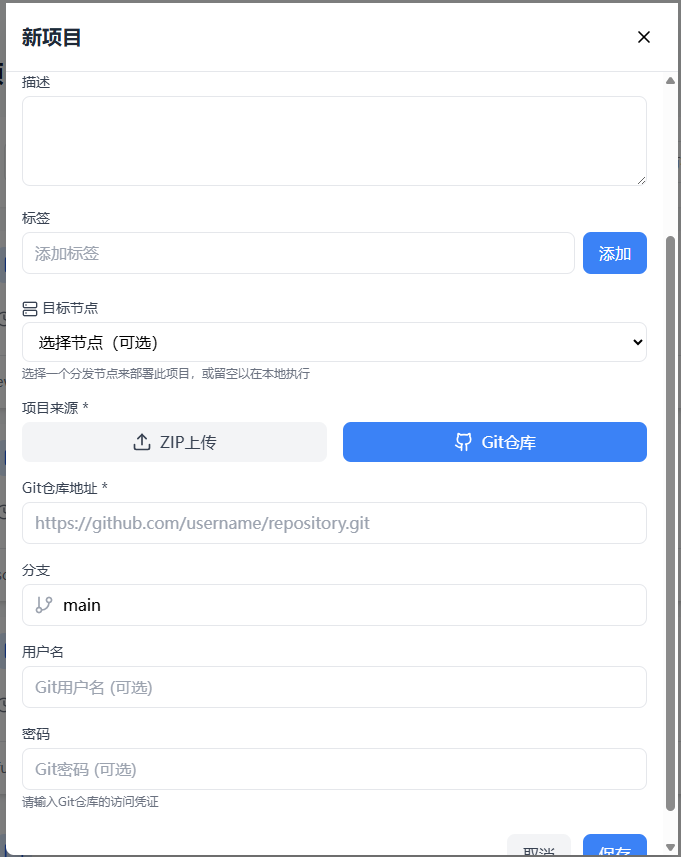 新项目
描述
标签
添加标签
添加
目标节点
选择节点（可选）
选择一个分发节点来部署此项目，或留空以在本地执行
项目来源 *
ZIP上传
Git仓库
Git仓库地址 *
https://github.com/username/repository.git
分支
main
用户名
Git用户名 (可选)
密码
Git密码 (可选)
请输入Git仓库的访问凭证
取消
保存